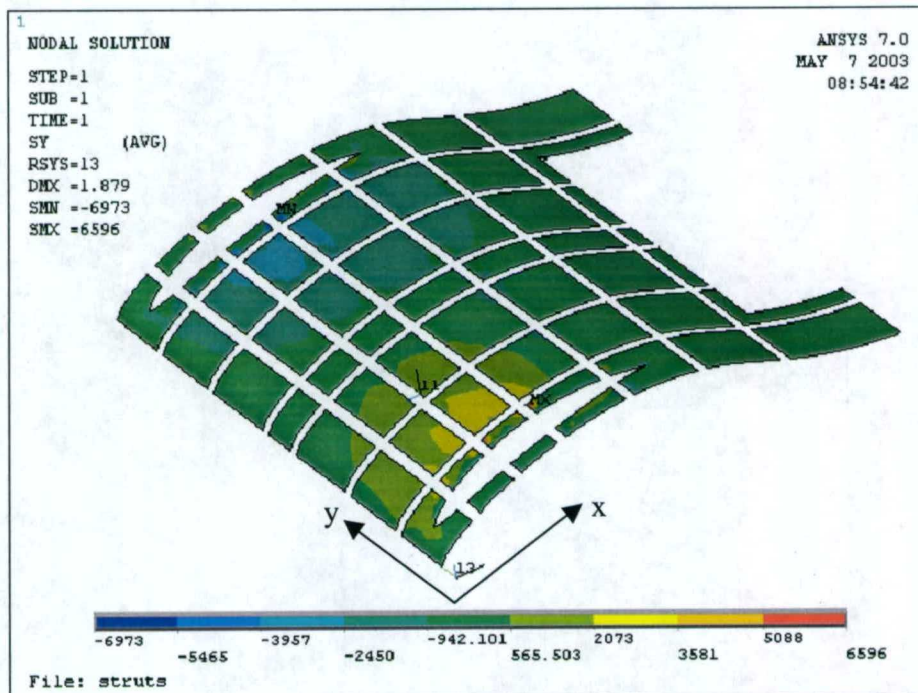 1
NODAL SOLUTION
STEP=1
SUB =1
TIME=1
SY (AVG)
RSYS=13
DMX =1.879
SMN =-6973
SMX =6596
ANSYS 7.0
MAY 7 2003
08:54:42
MN
11
MX
y
x
13
-6973 -3957 -942.101 2073 5088
-5465 -2450 565.503 3581 6596
File: struts